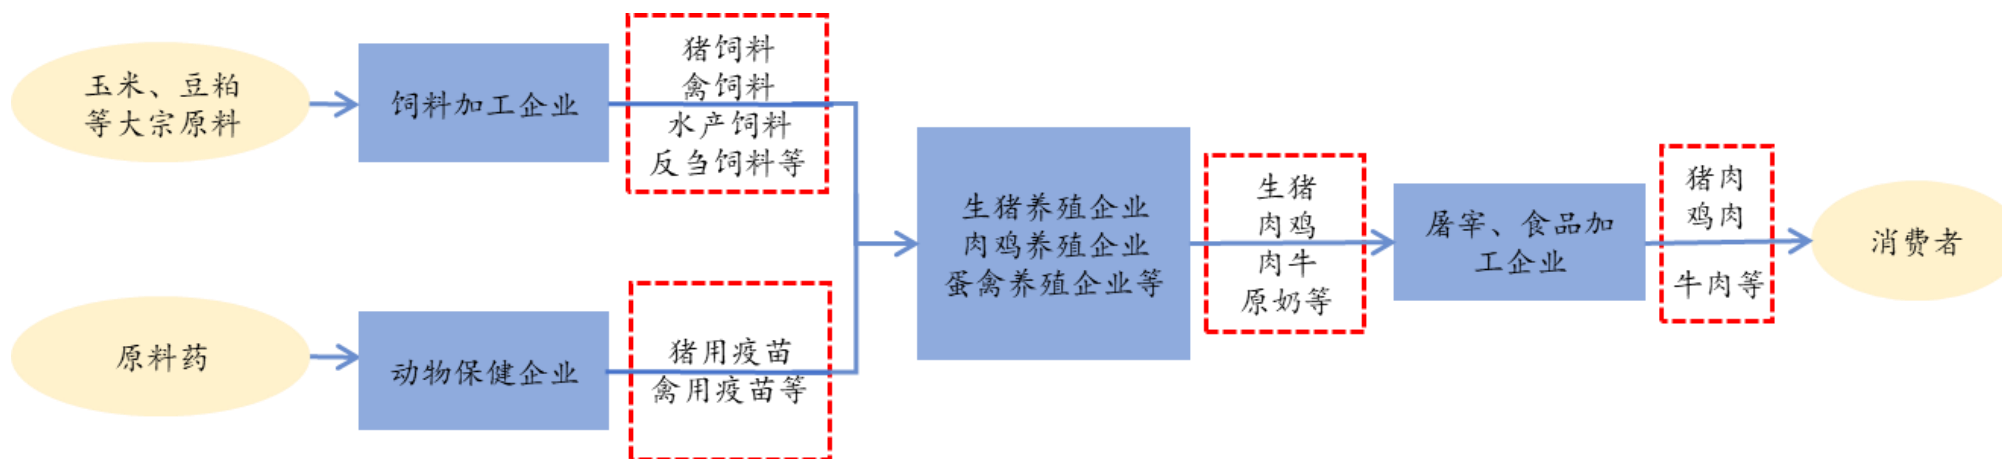 玉米、豆粕
等大宗原料
饲料加工企业
猪饲料
禽饲料
水产饲料
反刍饲料等
原料药
动物保健企业
猪用疫苗
禽用疫苗等
生猪养殖企业
肉鸡养殖企业
蛋禽养殖企业等
生猪
肉鸡
肉牛
原奶等
屠宰、食品加
工企业
猪肉
鸡肉
牛肉等
消费者